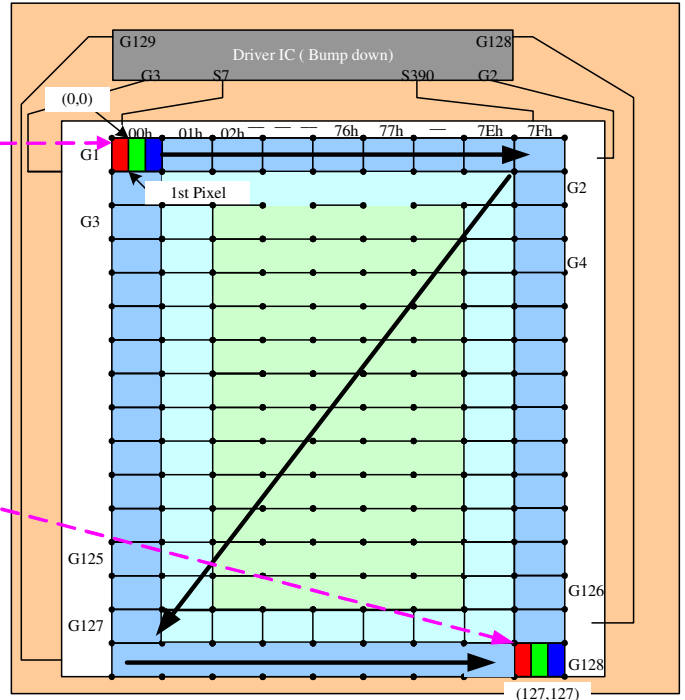 G129 G128
Driver IC ( Bump down)
G3 S7 S390 G2
(0,0)
00h 01h 02h — — — 76h 77h — 7Eh 7Fh
G1
1st Pixel
G2
G3
G4
G125
G126
G127
G128
(127,127)